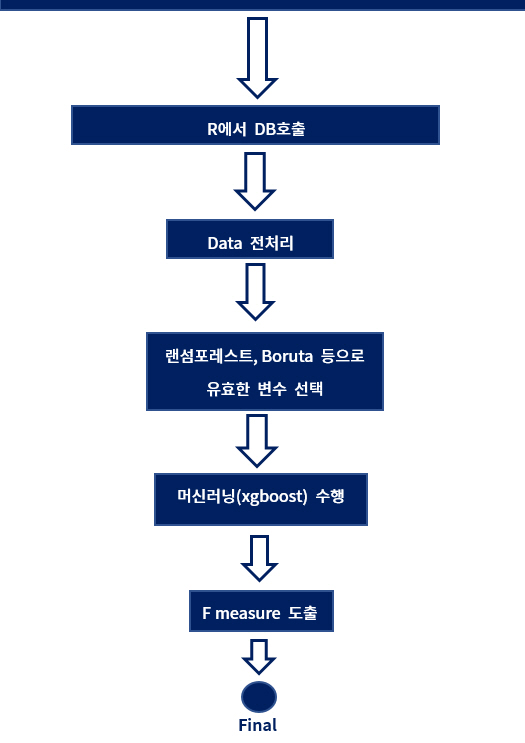 R에서 DB호출
Data 전처리
랜섬포레스트, Boruta 등으로
유효한 변수 선택
머신러닝(xgboost) 수행
F measure 도출
Final